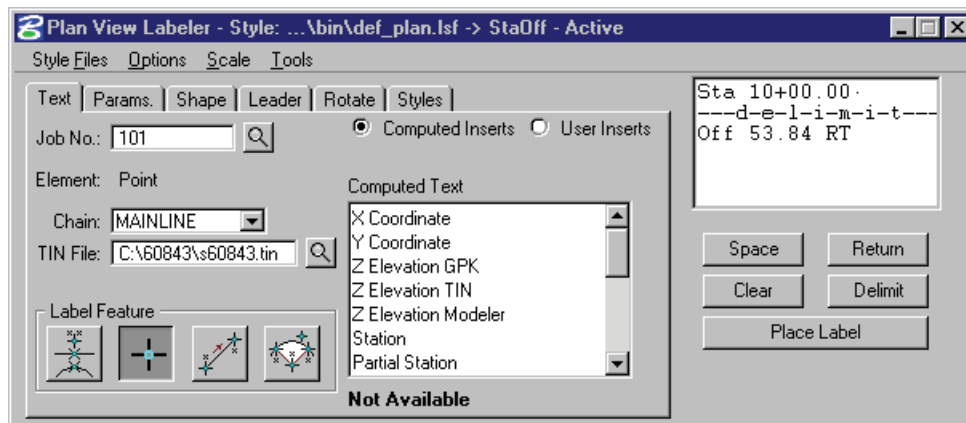 Plan View Labeler - Style: ...\bin\def_plan.lsf -> StaOff - Active
Style Files Options Scale Tools
Text Params. Shape Leader Rotate Styles
Job No.: 101
Computed Inserts User Inserts
Element: Point
Chain: MAINLINE
TIN File: C:\60843\s60843.tin
Label Feature
Computed Text
X Coordinate
Y Coordinate
Z Elevation GPK
Z Elevation TIN
Z Elevation Modeler
Station
Partial Station
Not Available
Sta 10+00.00·
---d-e-l-i-m-i-t---
Off 53.84 RT
Space Return
Clear Delimit
Place Label